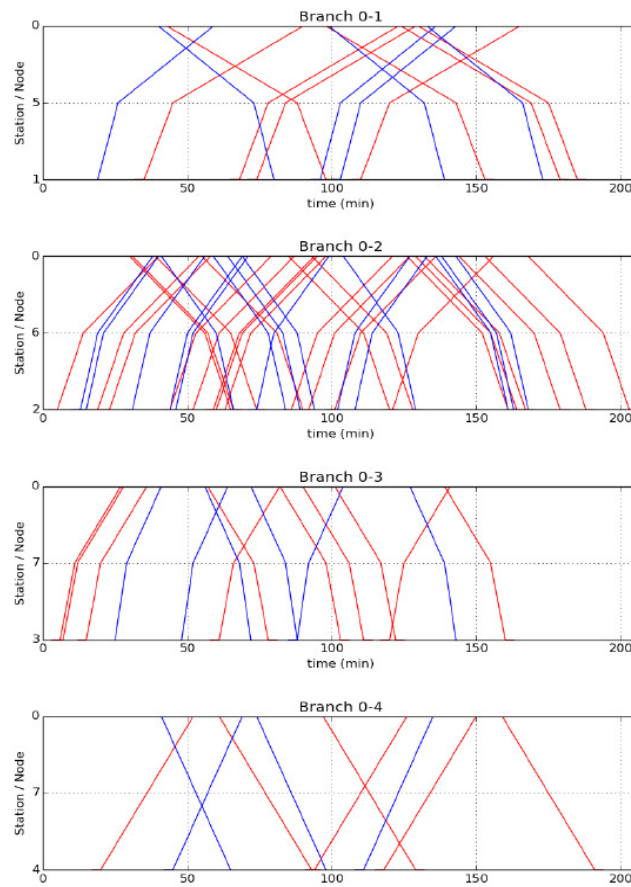 Branch 0-1
0
5
1
Station / Node
0 50 100 150 200
time (min)
Branch 0-2
0
6
2
Station / Node
0 50 100 150 200
time (min)
Branch 0-3
0
7
3
Station / Node
0 50 100 150 200
time (min)
Branch 0-4
0
7
4
Station / Node
0 50 100 150 200